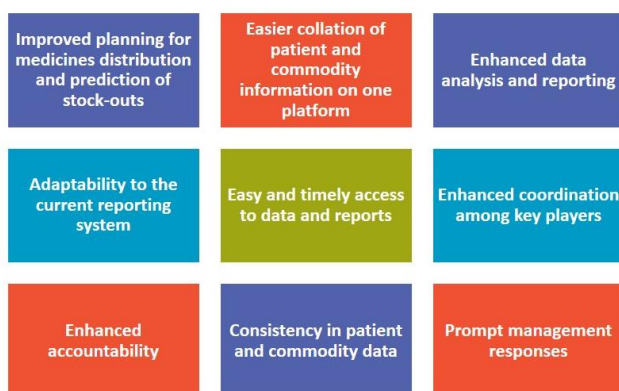 Improved planning for
medicines distribution
and prediction of
stock-outs
Easier collation of
patient and
commodity
information on one
platform
Enhanced data
analysis and reporting
Adaptability to the
current reporting
system
Easy and timely access
to data and reports
Enhanced coordination
among key players
Enhanced
accountability
Consistency in patient
and commodity data
Prompt management
responses